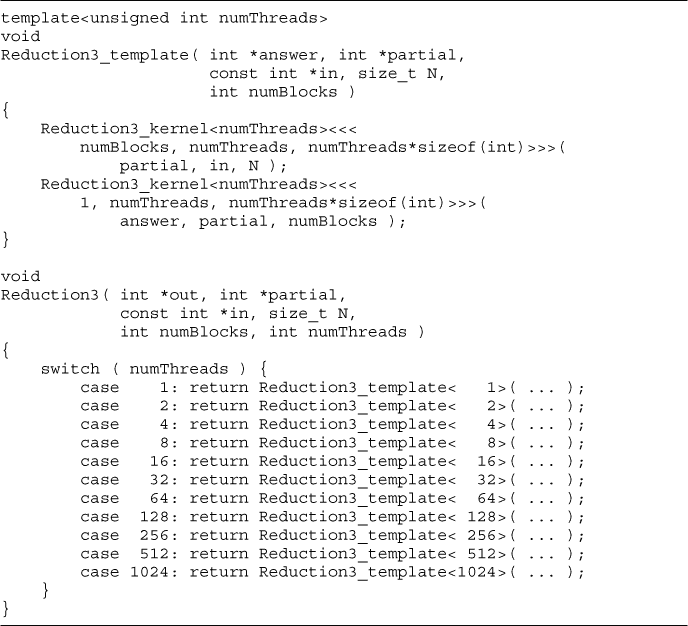 template<unsigned int numThreads>
void
Reduction3_template( int *answer, int *partial,
                     const int *in, size_t N,
                     int numBlocks )
{
    Reduction3_kernel<numThreads><<<
        numBlocks, numThreads, numThreads*sizeof(int)>>>(
            partial, in, N );
    Reduction3_kernel<numThreads><<<
        1, numThreads, numThreads*sizeof(int)>>>(
            answer, partial, numBlocks );
}

void
Reduction3( int *out, int *partial,
            const int *in, size_t N,
            int numBlocks, int numThreads )
{
    switch ( numThreads ) {
        case    1: return Reduction3_template<   1>( ... );
        case    2: return Reduction3_template<   2>( ... );
        case    4: return Reduction3_template<   4>( ... );
        case    8: return Reduction3_template<   8>( ... );
        case   16: return Reduction3_template<  16>( ... );
        case   32: return Reduction3_template<  32>( ... );
        case   64: return Reduction3_template<  64>( ... );
        case  128: return Reduction3_template< 128>( ... );
        case  256: return Reduction3_template< 256>( ... );
        case  512: return Reduction3_template< 512>( ... );
        case 1024: return Reduction3_template<1024>( ... );
    }
}